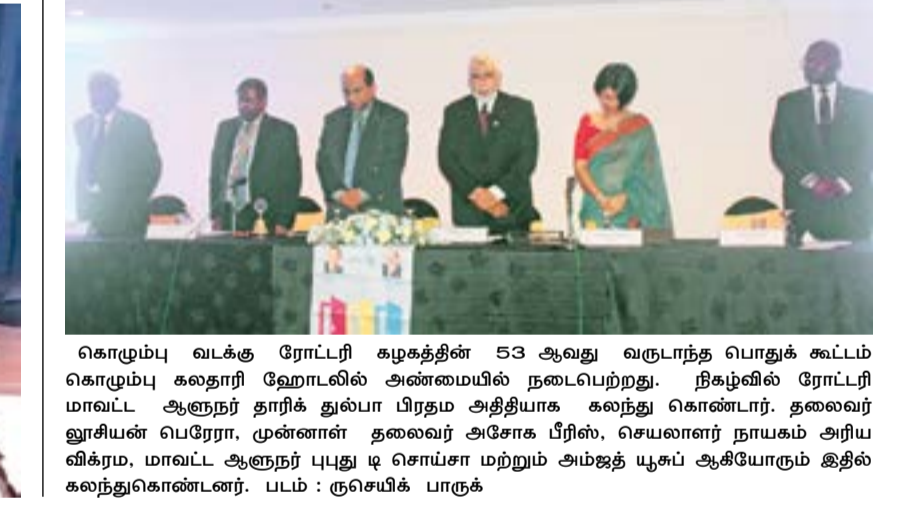 கொழும்பு வடக்கு ரோட்டரி கழகத்தின் 53 ஆவது வருடாந்த பொதுக் கூட்டம்
கொழும்பு கலதாரி ஹோடலில் அண்மையில் நடைபெற்றது. நிகழ்வில் ரோட்டரி
மாவட்ட ஆளுநர் தாரிக் துல்பா பிரதம அதிதியாக கலந்து கொண்டார். தலைவர்
லூசியன் பெரேரா, முன்னாள் தலைவர் அசோக பீரிஸ், செயலாளர் நாயகம் அரிய
விக்ரம, மாவட்ட ஆளுநர் புபுது டி சொய்சா மற்றும் அம்ஜத் யூசுப் ஆகியோரும் இதில்
கலந்துகொண்டனர். படம் : ருசெயிக் பாருக்